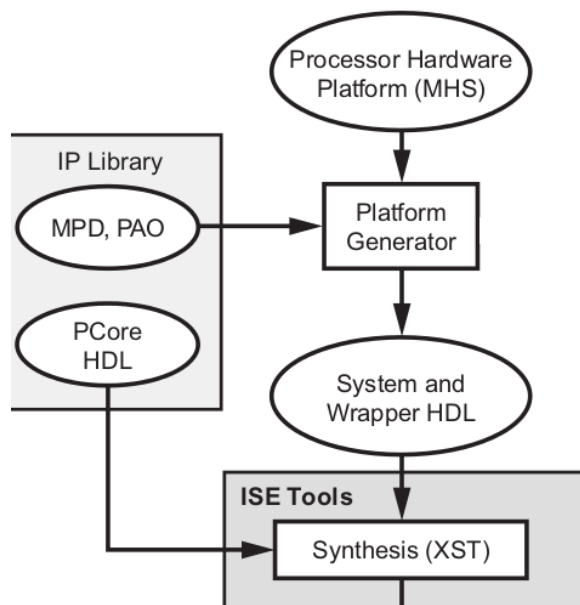 Processor Hardware
Platform (MHS)
IP Library
MPD, PAO
Platform
Generator
PCore
HDL
System and
Wrapper HDL
ISE Tools
Synthesis (XST)